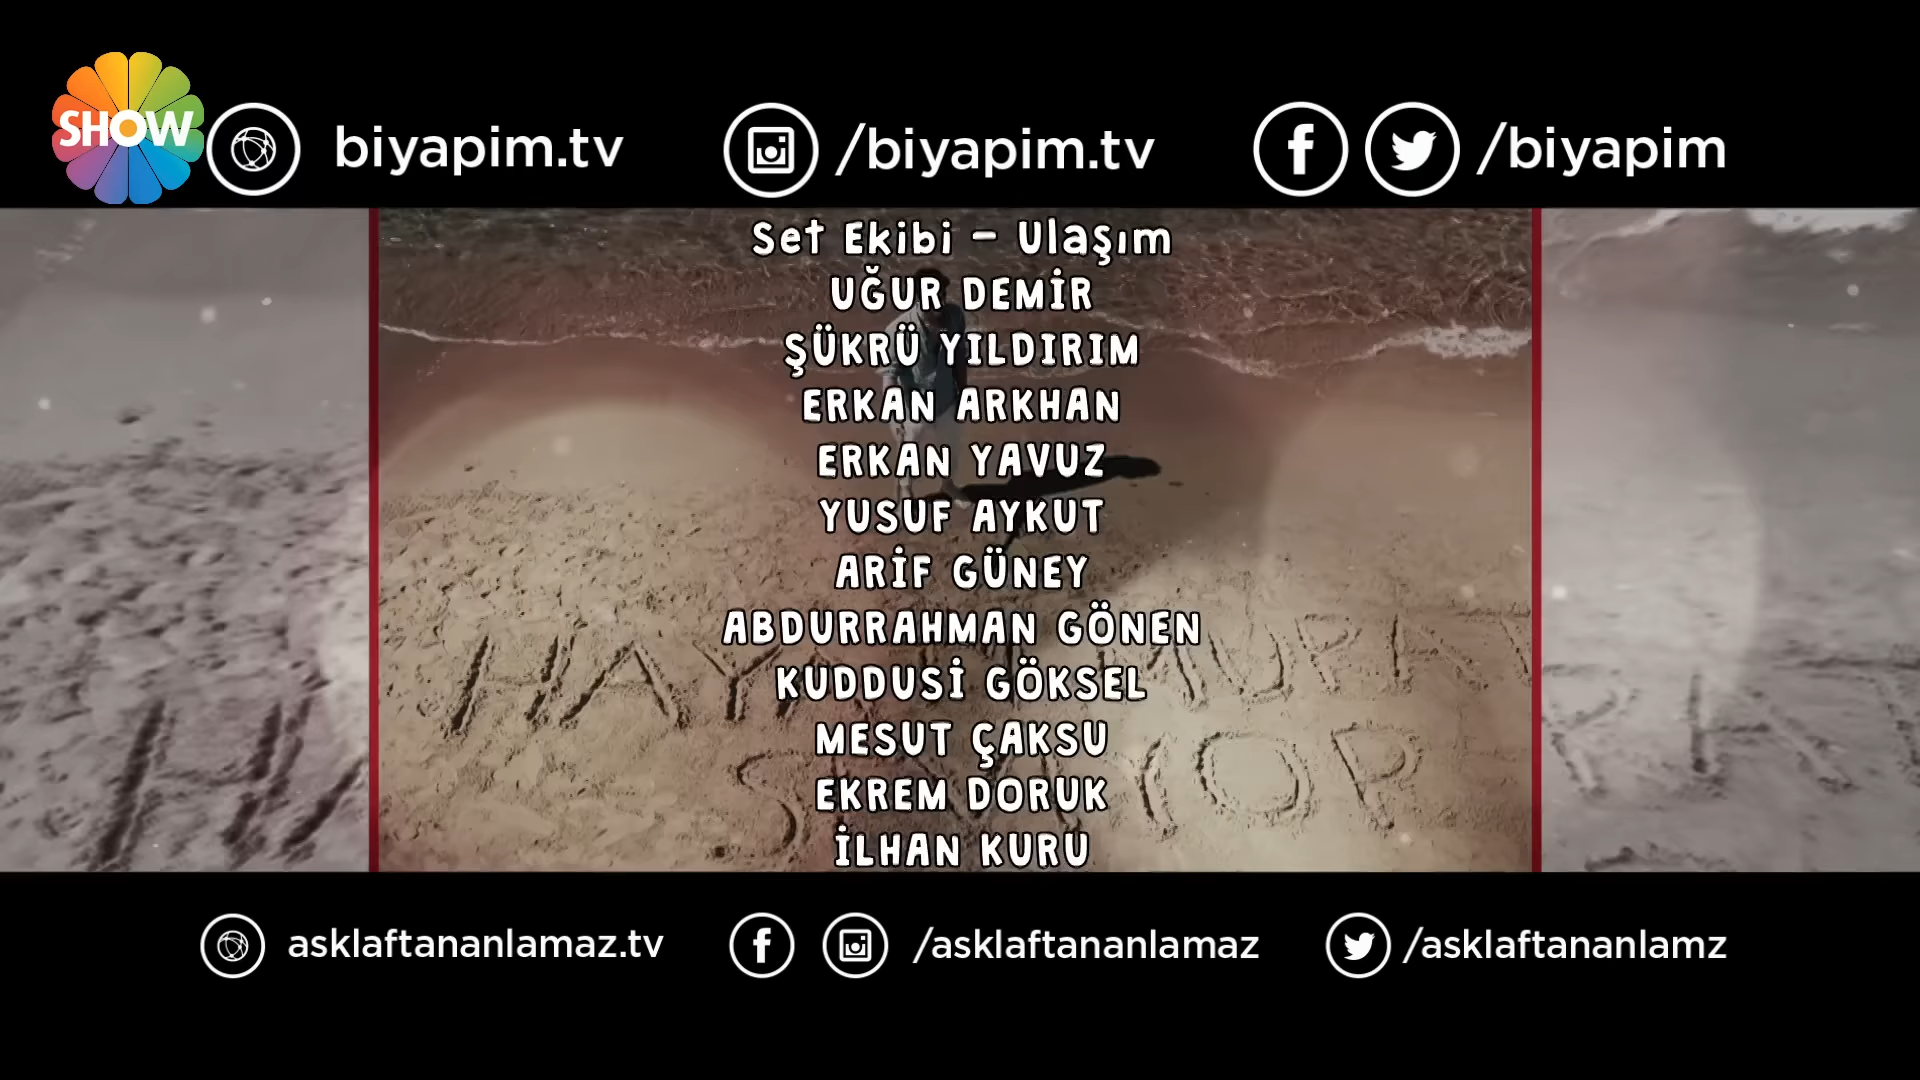 SHOW
biyapim.tv
/biyapim.tv
/biyapim
Set Ekibi – Ulaşım
UĞUR DEMİR
ŞÜKRÜ YILDIRIM
ERKAN ARKHAN
ERKAN YAVUZ
YUSUF AYKUT
ARİF GÜNEY
ABDURRAHMAN GÖNEN
KUDDUSİ GÖKSEL
MESUT ÇAKSU
EKREM DORUK
İLHAN KURU
asklaftananlamaz.tv
/asklaftananlamaz
/asklaftananlamz